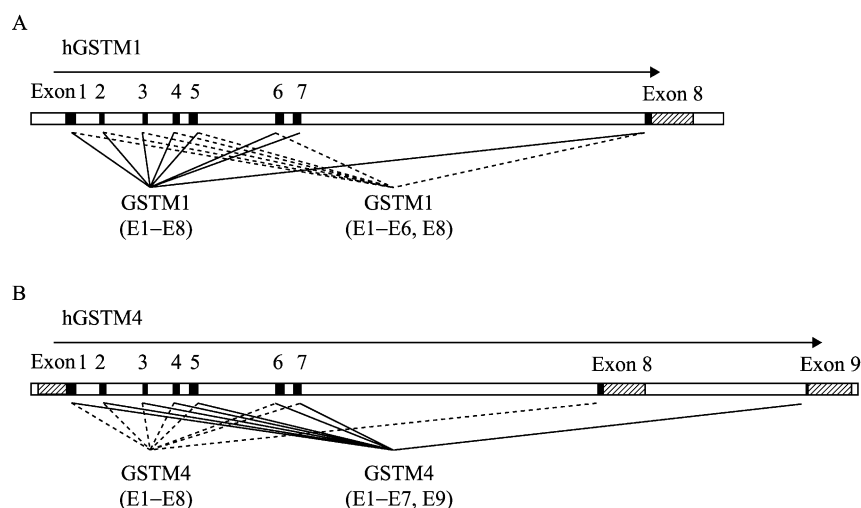 A
hGSTM1
Exon 1 2 3 4 5 6 7 Exon 8
GSTM1 GSTM1
(E1–E8) (E1–E6, E8)
B
hGSTM4
Exon 1 2 3 4 5 6 7 Exon 8 Exon 9
GSTM4 GSTM4
(E1–E8) (E1–E7, E9)